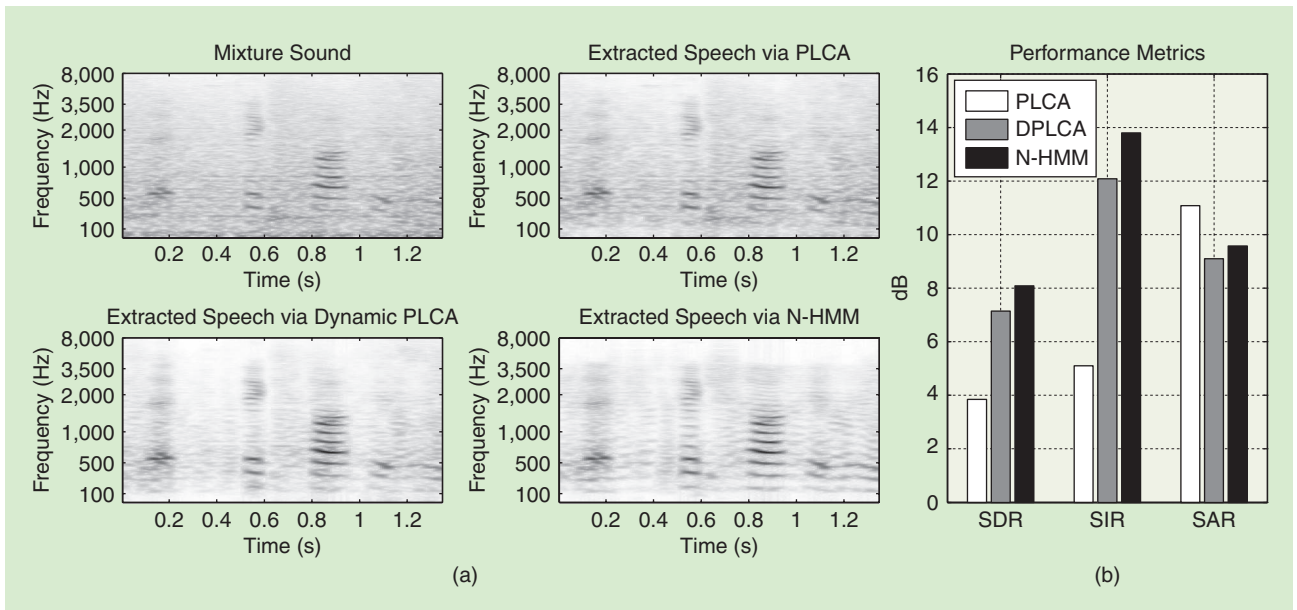 Mixture Sound
Frequency (Hz)
8,000
3,500
2,000
1,000
500
100
0.2 0.4 0.6 0.8 1 1.2
Time (s)
Extracted Speech via PLCA
Frequency (Hz)
8,000
3,500
2,000
1,000
500
100
0.2 0.4 0.6 0.8 1 1.2
Time (s)
Extracted Speech via Dynamic PLCA
Frequency (Hz)
8,000
3,500
2,000
1,000
500
100
0.2 0.4 0.6 0.8 1 1.2
Time (s)
Extracted Speech via N-HMM
Frequency (Hz)
8,000
3,500
2,000
1,000
500
100
0.2 0.4 0.6 0.8 1 1.2
Time (s)
(a)
Performance Metrics
dB
16
14
12
10
8
6
4
2
0
PLCA
DPLCA
N-HMM
SDR SIR SAR
(b)